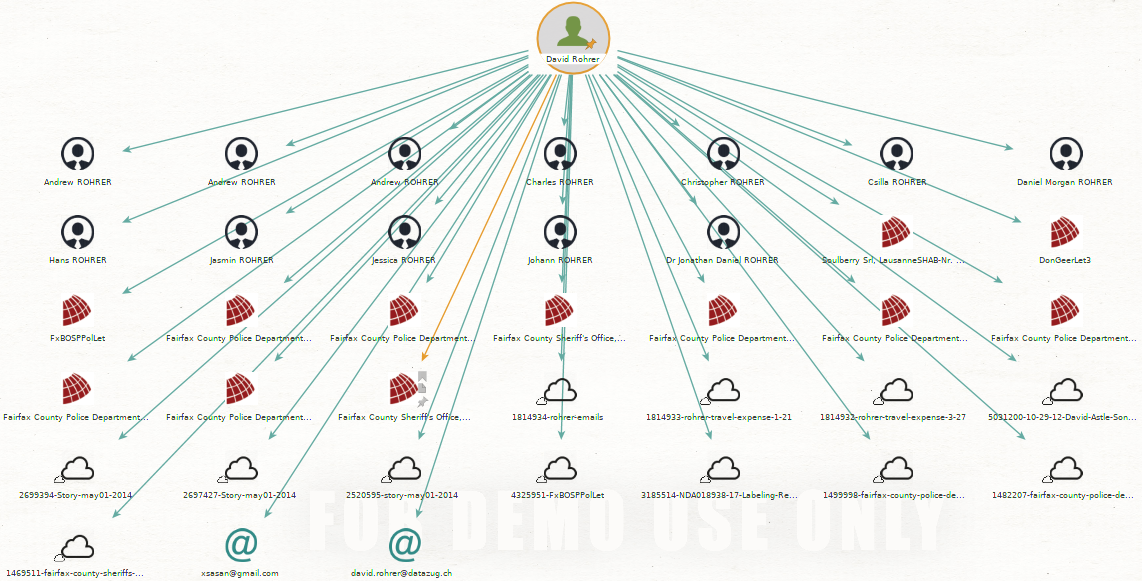 David Rohrer
Andrew ROHRER
Andrew ROHRER
Andrew ROHRER
Charles ROHRER
Christopher ROHRER
Csilla ROHRER
Daniel Morgan ROHRER
Hans ROHRER
Jasmin ROHRER
Jessica ROHRER
Johann ROHRER
Dr Jonathan Daniel ROHRER
Soulberry Srl, LausanneSHAB-Nr. ...
DonGeerLet3
FxBOSPPolLet
Fairfax County Police Department...
Fairfax County Police Department...
Fairfax County Sheriff's Office,...
Fairfax County Police Department...
Fairfax County Police Department...
Fairfax County Police Department...
Fairfax County Police Department...
Fairfax County Police Department...
Fairfax County Sheriff's Office,...
1814934-rohrer-emails
1814933-rohrer-travel-expense-1-21
1814932-rohrer-travel-expense-3-27
5031200-10-29-12-David-Astle-Son...
2699394-Story-may01-2014
2697427-Story-may01-2014
2520595-story-may01-2014
4325951-FxBOSPPolLet
3185514-NDA018938-17-Labeling-Re...
1499998-fairfax-county-police-de...
1482207-fairfax-county-police-de...
FOR DEMO USE ONLY
1469511-fairfax-county-sheriffs-...
xsasan@gmail.com
david.rohrer@datazug.ch